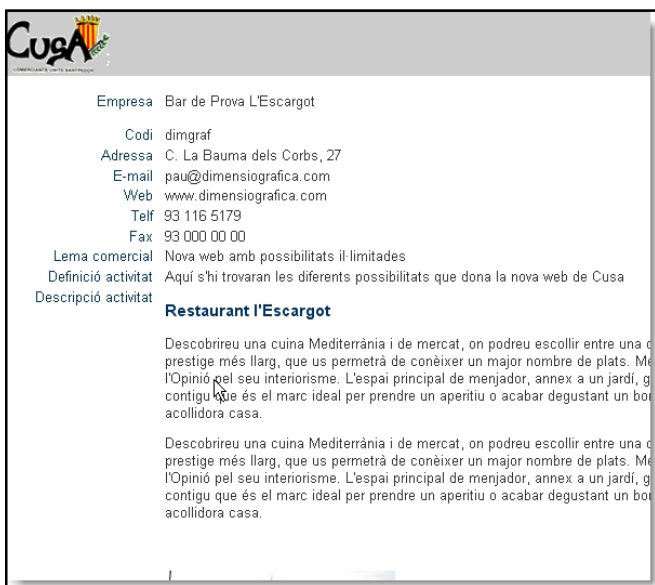 CUSA
COMERCIANTS UNITS SANTPEDOR
Empresa Bar de Prova L'Escargot
Codi dimgraf
Adressa C. La Bauma dels Corbs, 27
E-mail pau@dimensiografica.com
Web www.dimensiografica.com
Telf 93 116 5179
Fax 93 000 00 00
Lema comercial Nova web amb possibilitats il·limitades
Definició activitat Aquí s'hi trovaran les diferents possibilitats que dona la nova web de Cusa
Descripció activitat
Restaurant l'Escargot
Descobrireu una cuina Mediterrània i de mercat, on podreu escollir entre una
prestige més llarg, que us permetrà de conèixer un major nombre de plats.
l'Opinió pel seu interiorisme. L'espai principal de menjador, annex a un jardí,
contigu que és el marc ideal per prendre un aperitiu o acabar degustant un
acollidora casa.
Descobrireu una cuina Mediterrània i de mercat, on podreu escollir entre una
prestige més llarg, que us permetrà de conèixer un major nombre de plats.
l'Opinió pel seu interiorisme. L'espai principal de menjador, annex a un jardí,
contigu que és el marc ideal per prendre un aperitiu o acabar degustant un
acollidora casa.